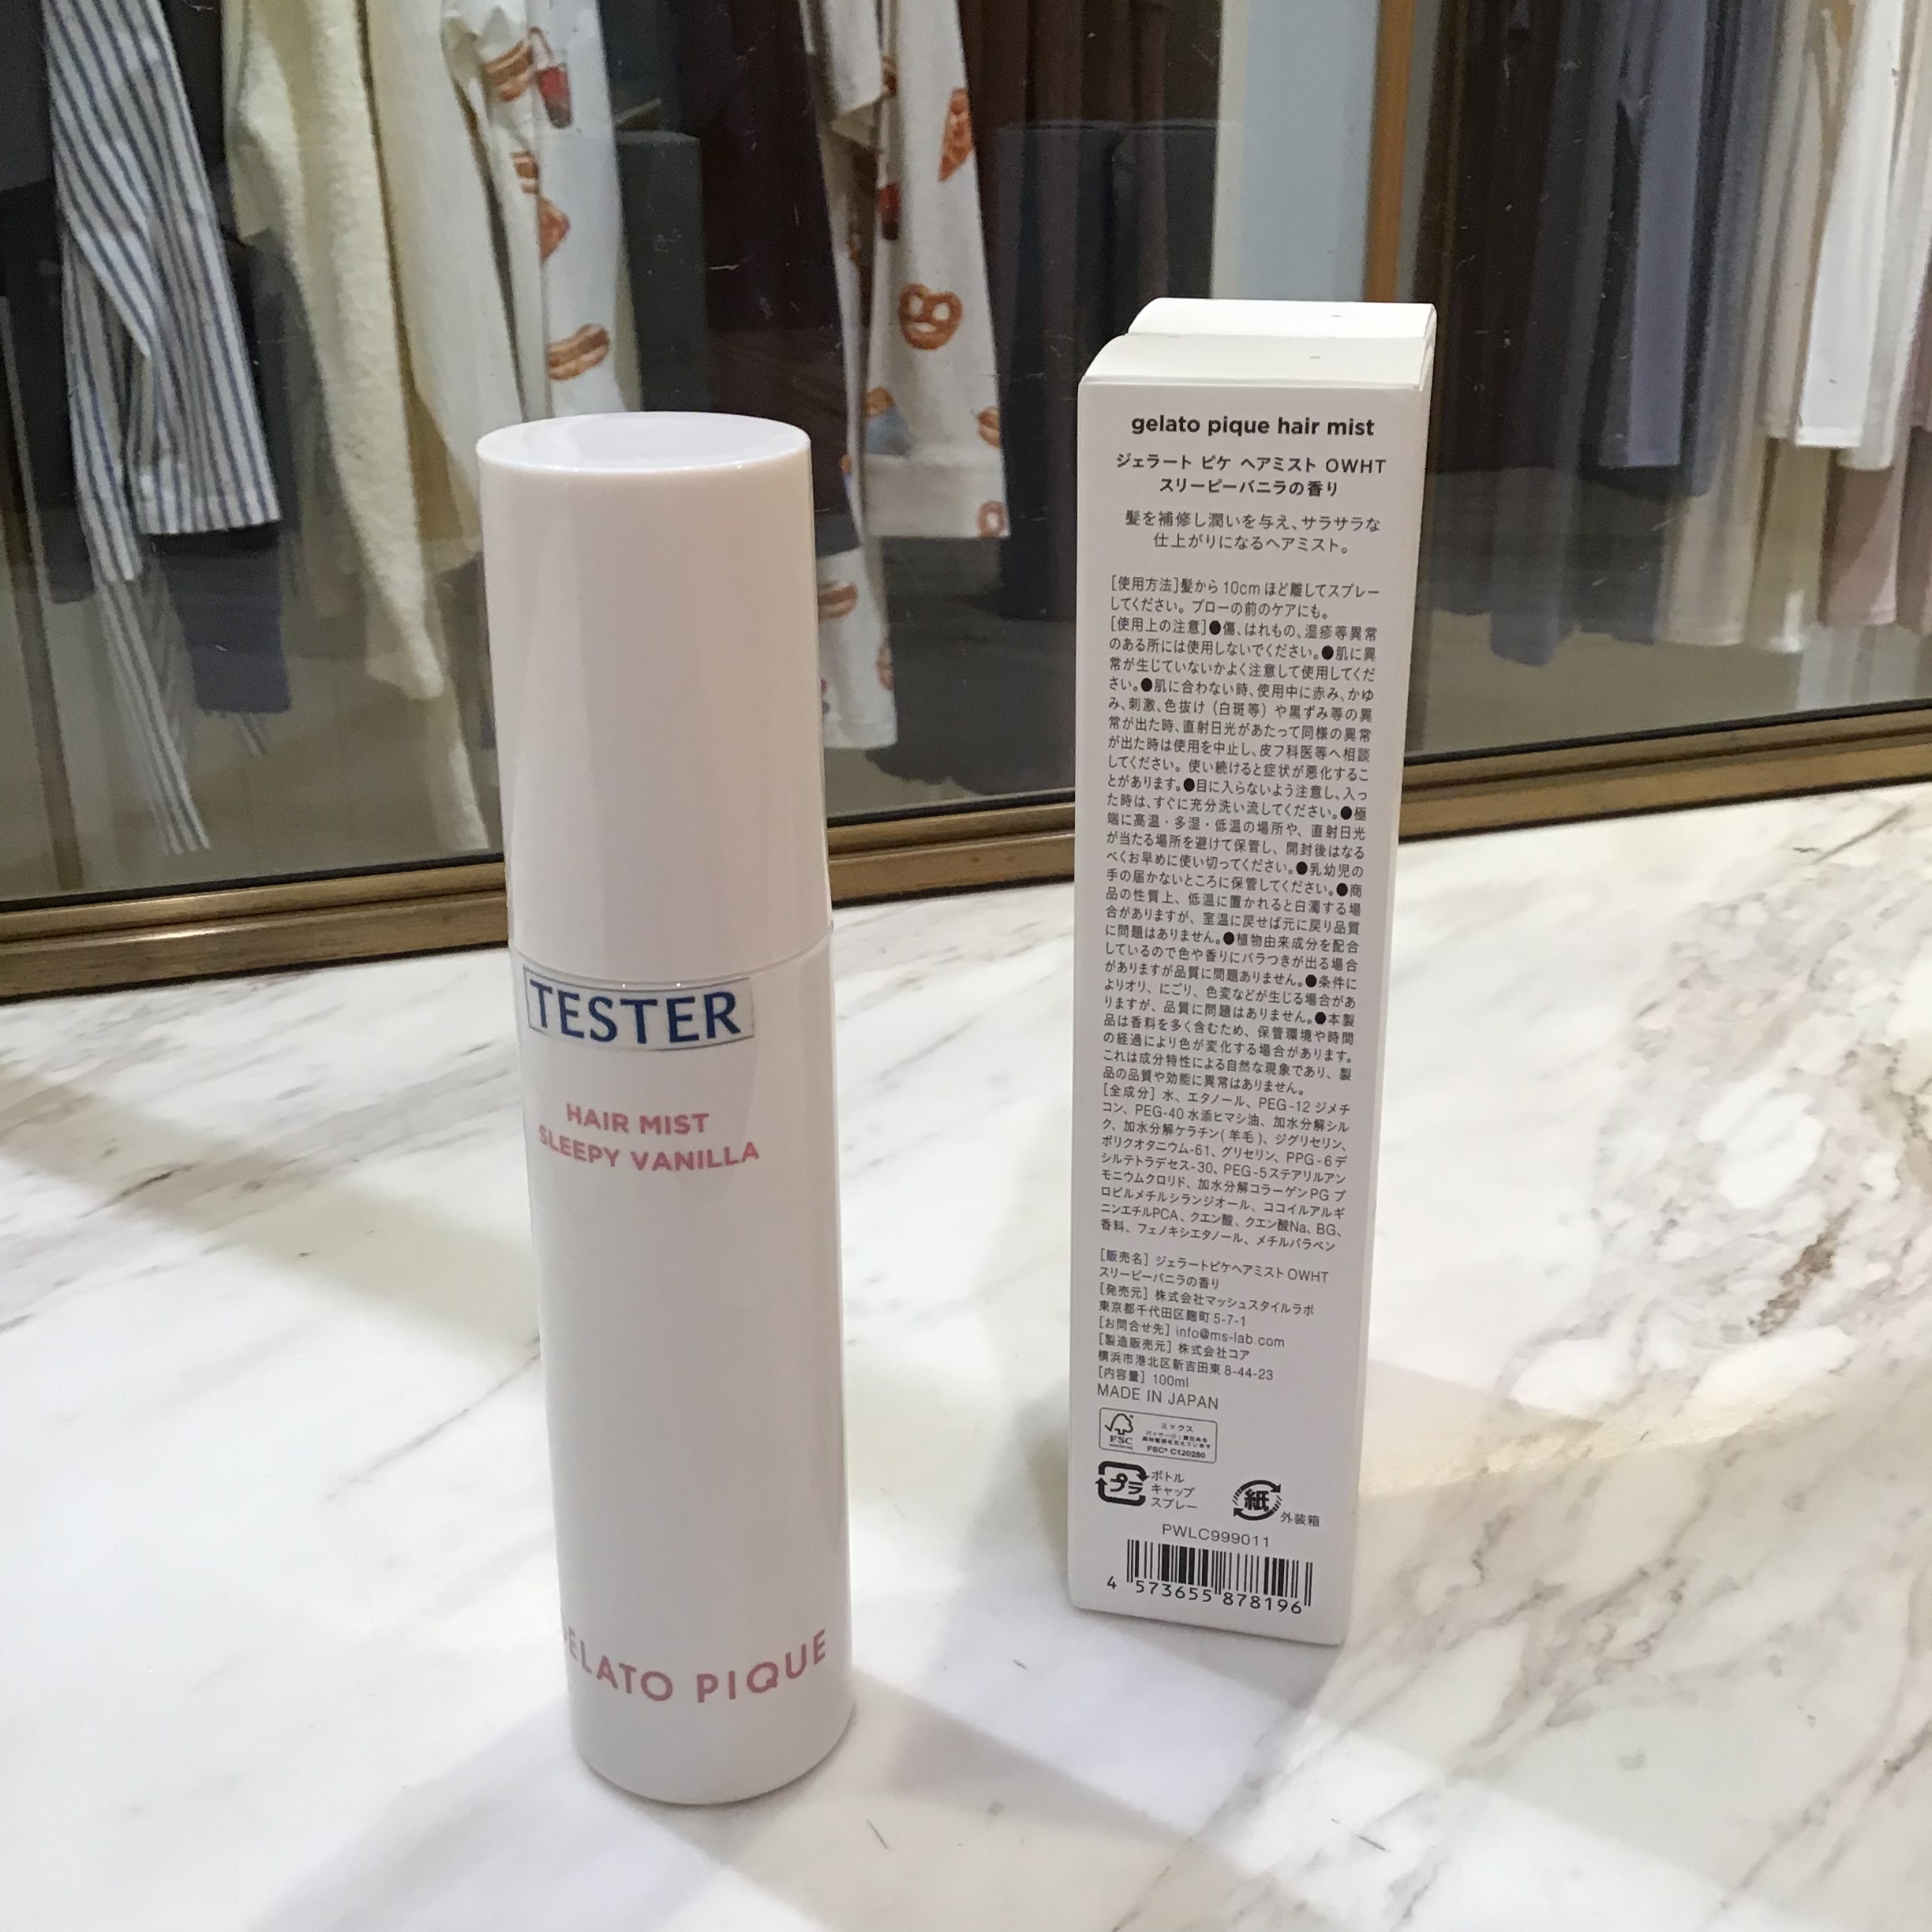 TESTER
HAIR MIST
SLEEPY VANILLA
GELATO PIQUE
gelato pique hair mist
ジェラート ピケ ヘアミスト OWHT
スリーピーバニラの香り
髪を補修し潤いを与え、サラサラな
仕上がりになるヘアミスト。
[使用方法]髪から10cmほど離してスプレー
してください。ブローの前のケアにも。
[使用上の注意]●傷、はれもの、湿疹等異常
のある所には使用しないでください。●肌に異
常が生じていないかよく注意して使用してくだ
さい。●肌に合わない時、使用中に赤み、かゆ
み、刺激、色抜け（白斑等）や黒ずみ等の異
常が出た時、直射日光があたって同様の異常
が出た時は使用を中止し、皮フ科医等へ相談
してください。使い続けると症状が悪化するこ
とがあります。●目に入らないよう注意し、入っ
た時は、すぐに充分洗い流してください。●極
端に高温・多湿・低温の場所や、直射日光
が当たる場所を避けて保管し、開封後はなる
べくお早めに使い切ってください。●乳幼児の
手の届かないところに保管してください。●商
品の性質上、低温に置かれると白濁する場
合がありますが、室温に戻せば元に戻り品質
に問題はありません。●植物由来成分を配合
しているので色や香りにバラつきが出る場合
がありますが品質に問題ありません。●条件に
よりオリ、にごり、色変などが生じる場合があ
りますが、品質に問題はありません。●本製
品は香料を多く含むため、保管環境や時間
の経過により色が変化する場合があります。
これは成分特性による自然な現象であり、製
品の品質や効能に異常はありません。
[全成分] 水、エタノール、PEG-12 ジメチ
コン、PEG-40 水添ヒマシ油、加水分解シル
ク、加水分解ケラチン(羊毛)、ジグリセリン、
ポリクオタニウム-61、グリセリン、PPG-6デ
シルテトラデセス-30、PEG-5ステアリルアン
モニウムクロリド、加水分解コラーゲンPG プ
ロピルメチルシランジオール、ココイルアルギ
ニンエチルPCA、クエン酸、クエン酸Na、BG、
香料、フェノキシエタノール、メチルパラベン
[販売名] ジェラートピケヘアミスト OWHT
スリーピーバニラの香り
[発売元] 株式会社マッシュスタイルラボ
東京都千代田区麹町 5-7-1
[お問合せ先] info@ms-lab.com
[製造販売元] 株式会社コア
横浜市港北区新吉田東 8-44-23
[内容量] 100ml
MADE IN JAPAN
FSC
ミックス
FSC® C120250
プラ
ボトル
キャップ
スプレー
紙
外装箱
PWLC999011
4 573655 878196